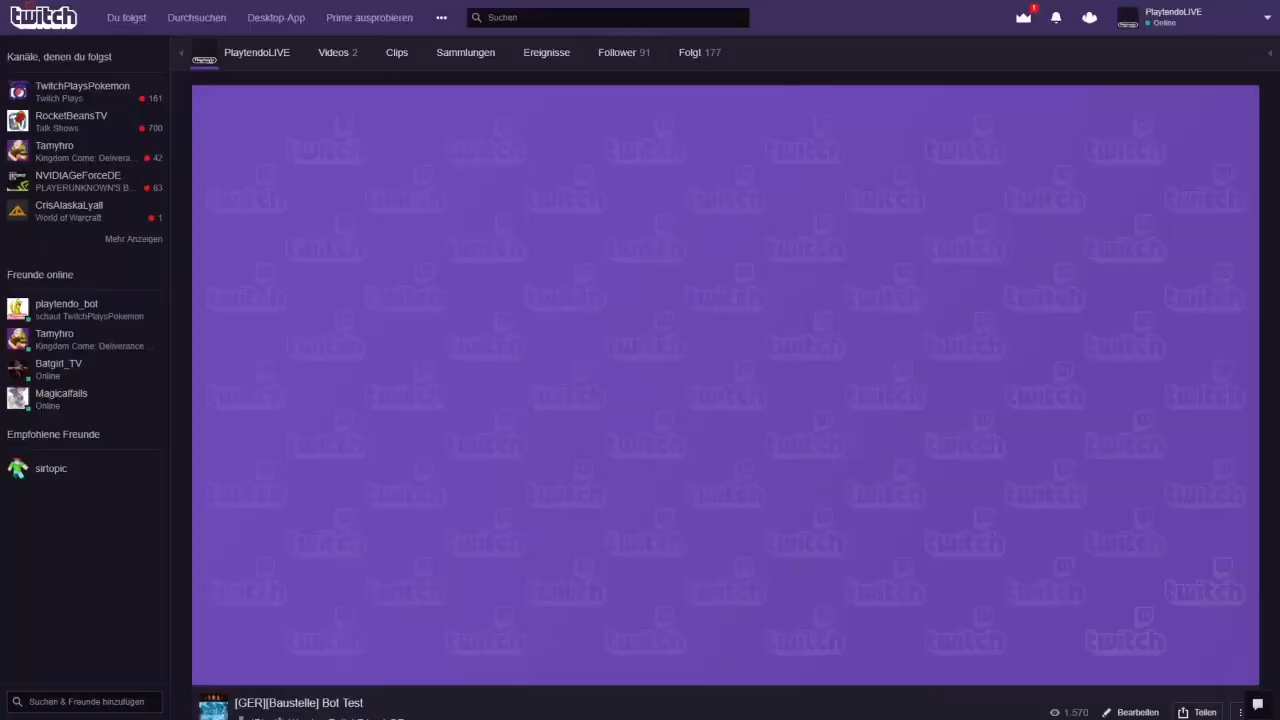 twitch
Du folgst
Durchsuchen
Desktop-App
Prime ausprobieren
Suchen
1
PlaytendoLIVE
Online
PlaytendoLIVE
Videos 2
Clips
Sammlungen
Ereignisse
Follower 91
Folgt 177
Kanäle, denen du folgst
TwitchPlaysPokemon
Twitch Plays 161
RocketBeansTV
Talk Shows 700
Tamyhro
Kingdom Come: Delivera... 42
NVIDIAGeForceDE
PLAYERUNKNOWN'S B... 63
CrisAlaskaLyall
World of Warcraft 1
Mehr Anzeigen
Freunde online
playtendo_bot
schaut TwitchPlaysPokemon
Tamyhro
Kingdom Come: Deliverance ...
Batgirl_TV
Online
Magicalfails
Online
Empfohlene Freunde
sirtopic
Suchen & Freunde hinzufügen
[GER][Baustelle] Bot Test
1.570
Bearbeiten
Teilen